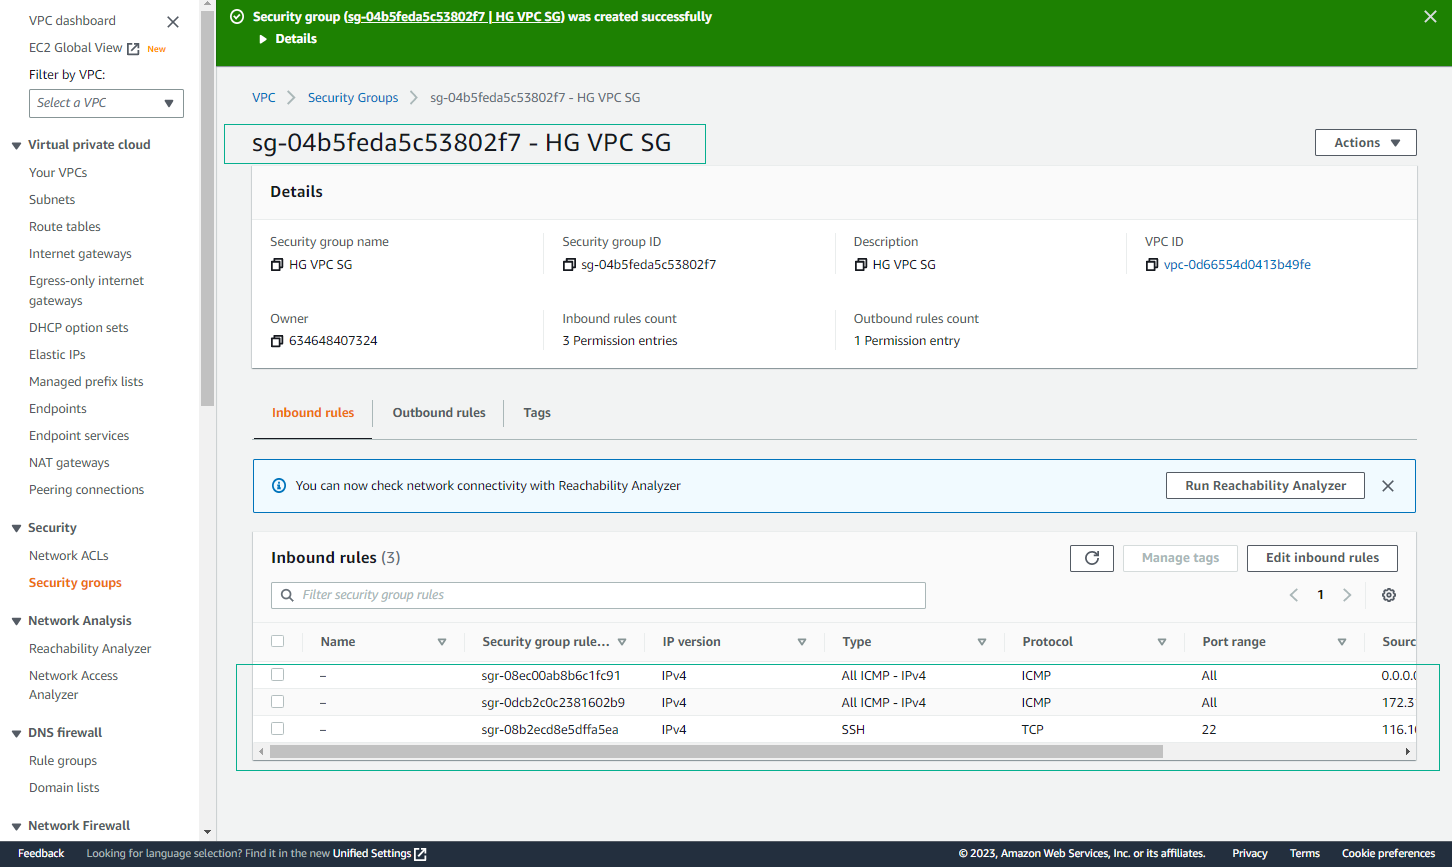 VPC dashboard
EC2 Global View New
Filter by VPC:
Select a VPC
Virtual private cloud
Your VPCs
Subnets
Route tables
Internet gateways
Egress-only internet
gateways
DHCP option sets
Elastic IPs
Managed prefix lists
Endpoints
Endpoint services
NAT gateways
Peering connections
Security
Network ACLs
Security groups
Network Analysis
Reachability Analyzer
Network Access
Analyzer
DNS firewall
Rule groups
Domain lists
Network Firewall
Security group (sg-04b5feda5c53802f7 | HG VPC SG) was created successfully
Details
VPC Security Groups sg-04b5feda5c53802f7 - HG VPC SG
sg-04b5feda5c53802f7 - HG VPC SG
Actions
Details
Security group name Security group ID Description VPC ID
HG VPC SG sg-04b5feda5c53802f7 HG VPC SG vpc-0d66554d0413b49fe
Owner Inbound rules count Outbound rules count
634648407324 3 Permission entries 1 Permission entry
Inbound rules Outbound rules Tags
You can now check network connectivity with Reachability Analyzer Run Reachability Analyzer
Inbound rules (3) Manage tags Edit inbound rules
Filter security group rules 1
Name Security group rule... IP version Type Protocol Port range Sourc
– sgr-08ec00ab8b6c1fc91 IPv4 All ICMP - IPv4 ICMP All 0.0.0.0
– sgr-0dcb2c0c2381602b9 IPv4 All ICMP - IPv4 ICMP All 172.3
– sgr-08b2ecd8e5dffa5ea IPv4 SSH TCP 22 116.10
Feedback Looking for language selection? Find it in the new Unified Settings © 2023, Amazon Web Services, Inc. or its affiliates. Privacy Terms Cookie preferences